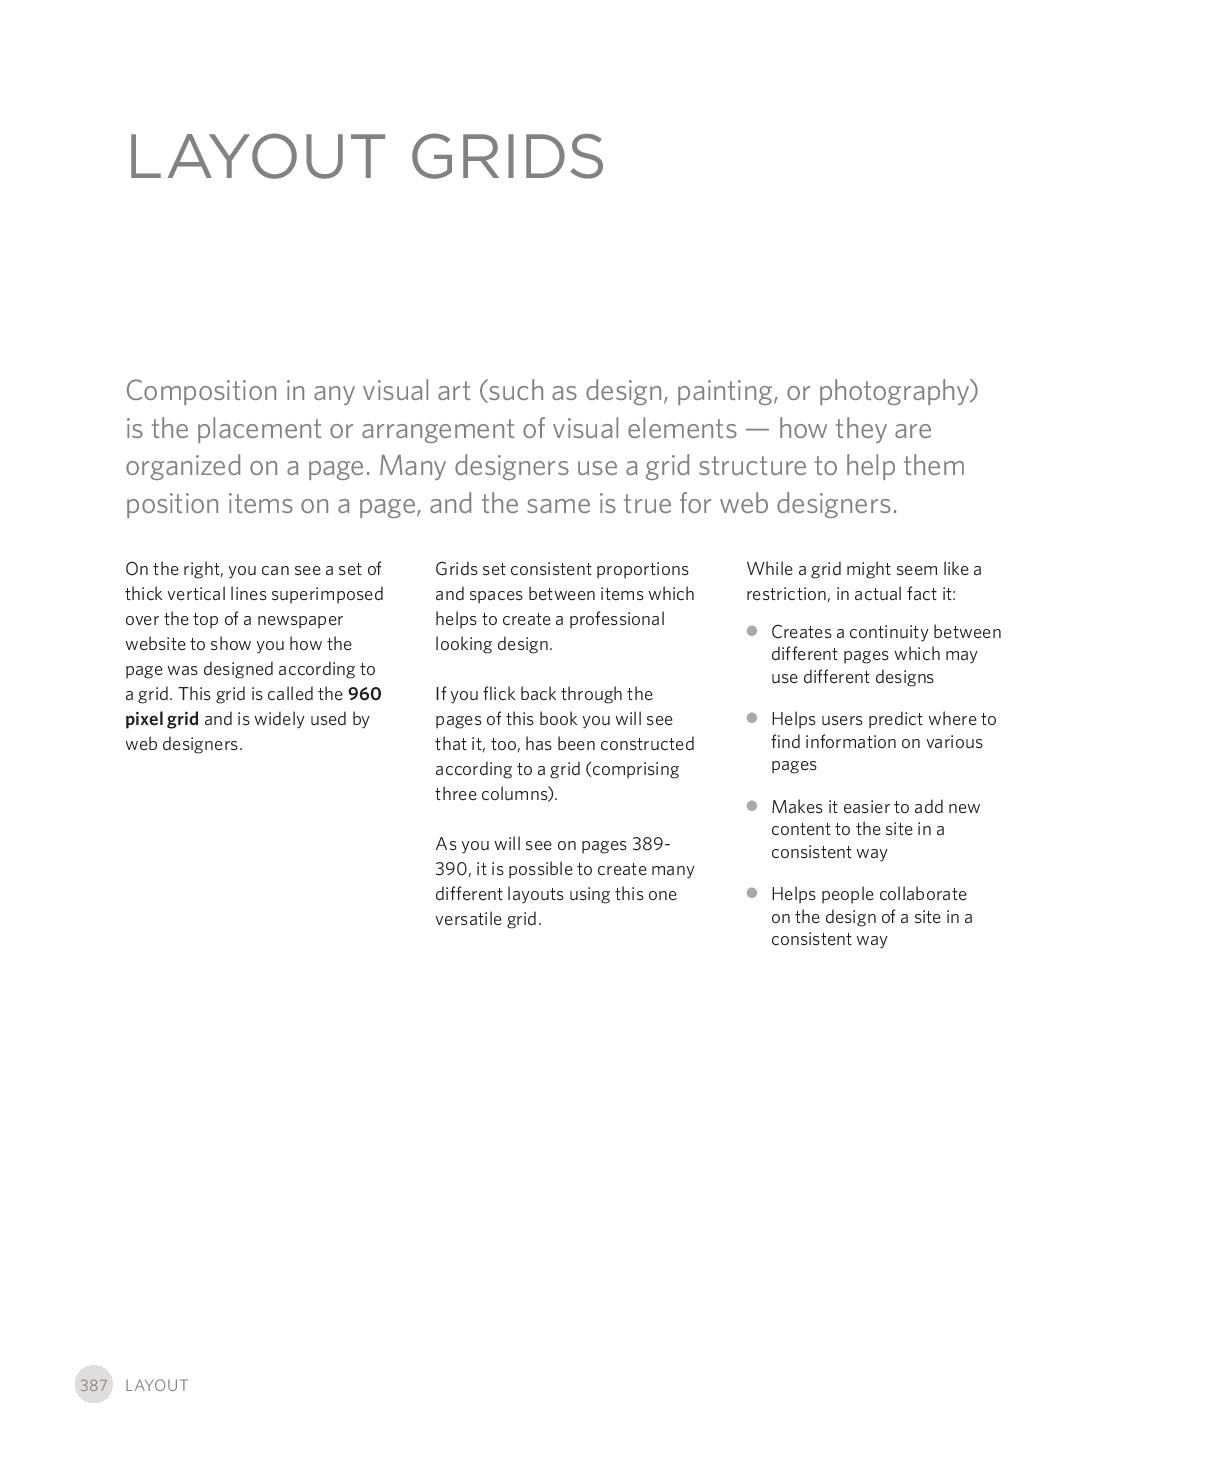 LAYOUT GRIDS
Composition in any visual art (such as design, painting, or photography)
is the placement or arrangement of visual elements — how they are
organized on a page. Many designers use a grid structure to help them
position items on a page, and the same is true for web designers.
On the right, you can see a set of
thick vertical lines superimposed
over the top of a newspaper
website to show you how the
page was designed according to
a grid. This grid is called the 960
pixel grid and is widely used by
web designers.
Grids set consistent proportions
and spaces between items which
helps to create a professional
looking design.
If you flick back through the
pages of this book you will see
that it, too, has been constructed
according to a grid (comprising
three columns).
As you will see on pages 389-
390, it is possible to create many
different layouts using this one
versatile grid.
While a grid might seem like a
restriction, in actual fact it:
● Creates a continuity between
different pages which may
use different designs
● Helps users predict where to
find information on various
pages
● Makes it easier to add new
content to the site in a
consistent way
● Helps people collaborate
on the design of a site in a
consistent way
387 LAYOUT